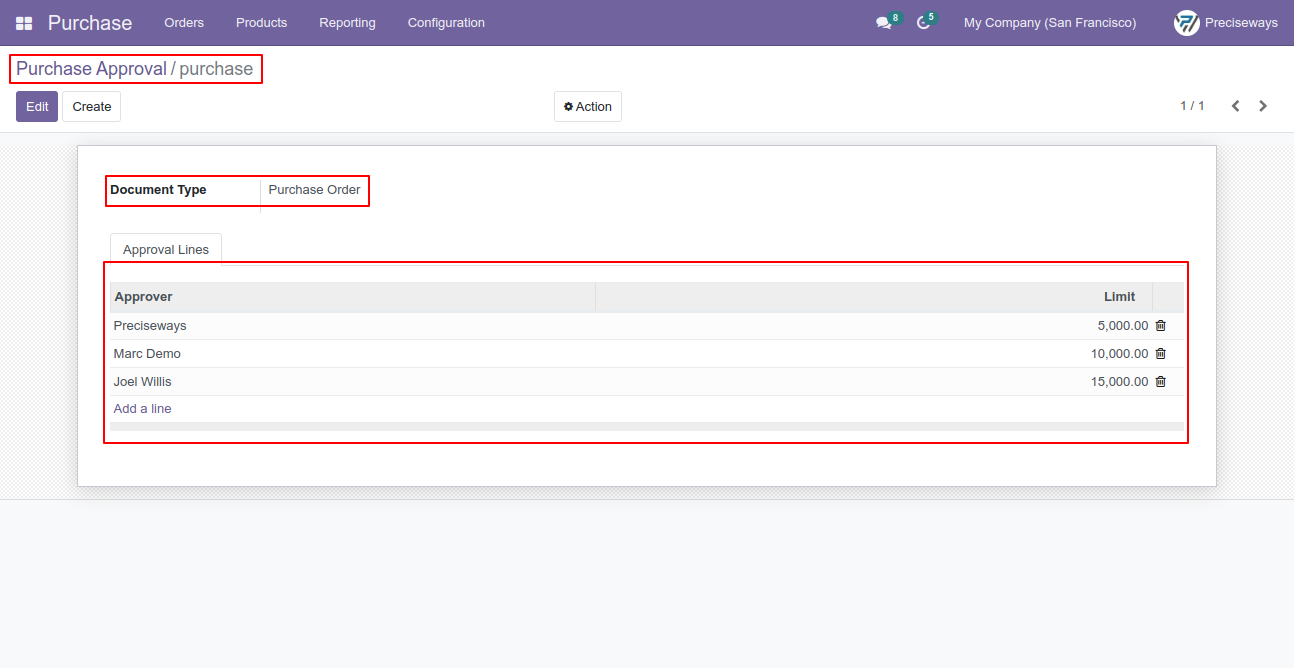 Purchase Orders Products Reporting Configuration 8 5 My Company (San Francisco) Preciseways
Purchase Approval / purchase
Edit Create Action 1 / 1
Document Type Purchase Order
Approval Lines
Approver Limit
Preciseways 5,000.00
Marc Demo 10,000.00
Joel Willis 15,000.00
Add a line